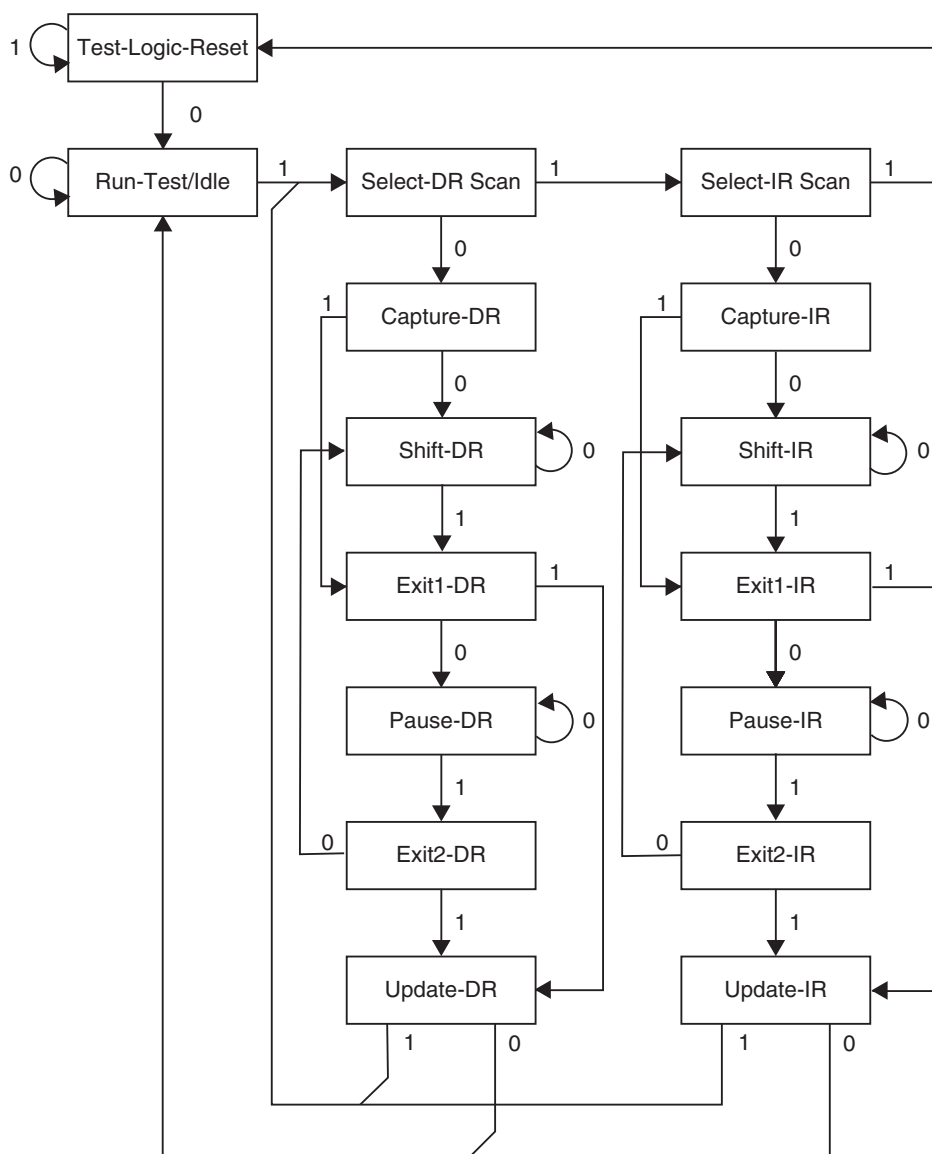 1 Test-Logic-Reset
0
0 Run-Test/Idle 1 Select-DR Scan 1 Select-IR Scan 1
0 0
1 Capture-DR 1 Capture-IR
0 0
Shift-DR 0 Shift-IR 0
1 1
Exit1-DR 1 Exit1-IR 1
0 0
Pause-DR 0 Pause-IR 0
1 1
0 Exit2-DR 0 Exit2-IR
1 1
Update-DR Update-IR
1 0 1 0